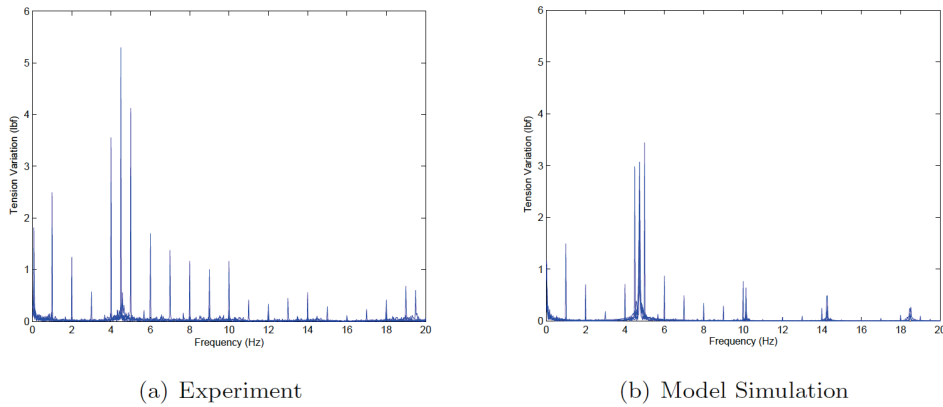 6
5
4
3
2
1
0
Tension Variation (lbf)
0 2 4 6 8 10 12 14 16 18 20
Frequency (Hz)
(a) Experiment
6
5
4
3
2
1
0
Tension Variation (lbf)
0 2 4 6 8 10 12 14 16 18 20
Frequency (Hz)
(b) Model Simulation